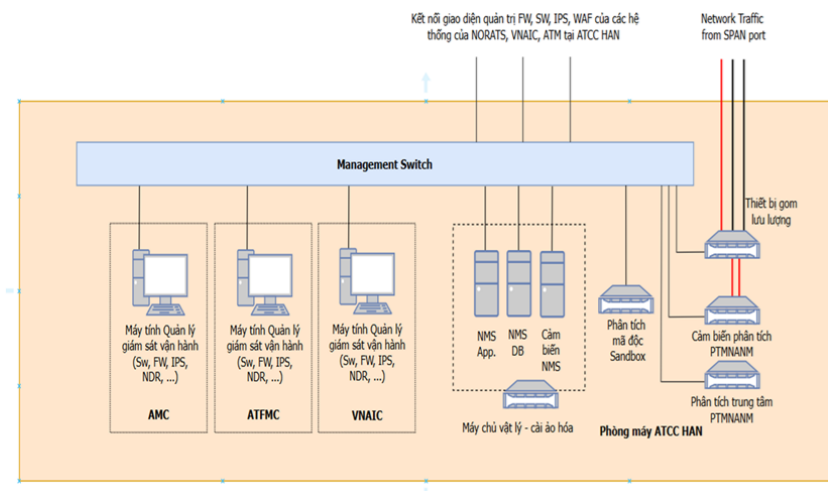 Kết nối giao diện quản trị FW, SW, IPS, WAF của các hệ
thống của NORATS, VNAIC, ATM tại ATCC HAN
Network Traffic
from SPAN port
Management Switch
Thiết bị gom
lưu lượng
Máy tính Quản lý
giám sát vận hành
(Sw, FW, IPS,
NDR, ...)
AMC
Máy tính Quản lý
giám sát vận hành
(Sw, FW, IPS,
NDR, ...)
ATFMC
Máy tính Quản lý
giám sát vận hành
(Sw, FW, IPS,
NDR, ...)
VNAIC
NMS
App.
NMS
DB
Cảm
biến
NMS
Máy chủ vật lý - cài ảo hóa
Phân tích
mã độc
Sandbox
Cảm biến phân tích
PTMNANM
Phân tích trung tâm
PTMNANM
Phòng máy ATCC HAN